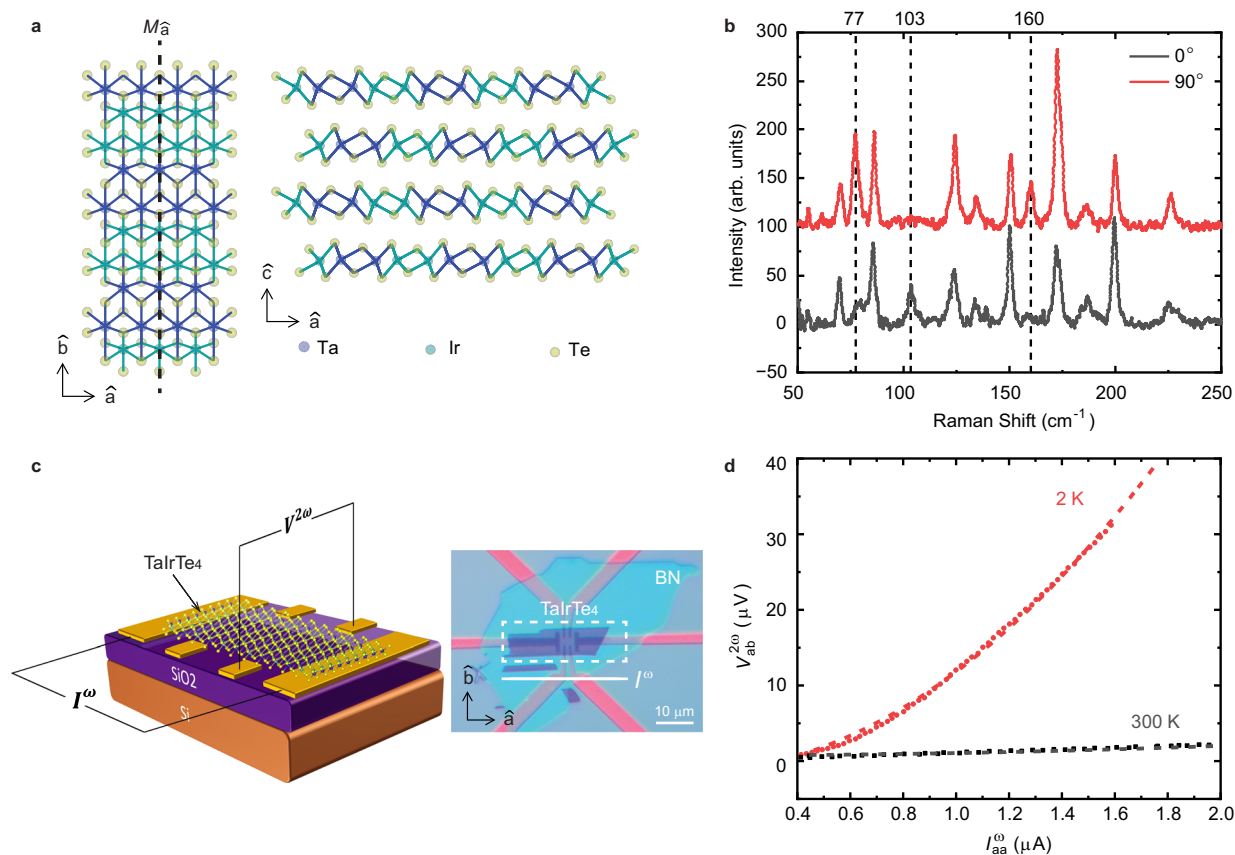 a
M â
b̂
â
ĉ
â
Ta
Ir
Te
b
77
103
160
0°
90°
300
250
200
150
100
50
0
−50
Intensity (arb. units)
50
100
150
200
250
Raman Shift (cm⁻¹)
c
V²ω
TaIrTe₄
SiO2
Si
Iω
BN
TaIrTe₄
b̂
â
Iω
10 μm
d
40
30
20
10
0
V ab 2ω (μV)
2 K
300 K
0.4
0.6
0.8
1.0
1.2
1.4
1.6
1.8
2.0
I aa ω (μA)